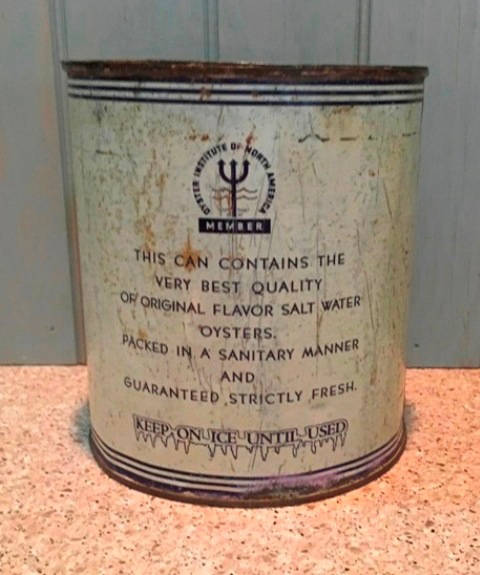 OYSTER INSTITUTE OF NORTH AMERICA
MEMBER
THIS CAN CONTAINS THE
VERY BEST QUALITY
OF ORIGINAL FLAVOR SALT WATER
OYSTERS.
PACKED IN A SANITARY MANNER
AND
GUARANTEED STRICTLY FRESH.
KEEP ON ICE UNTIL USED